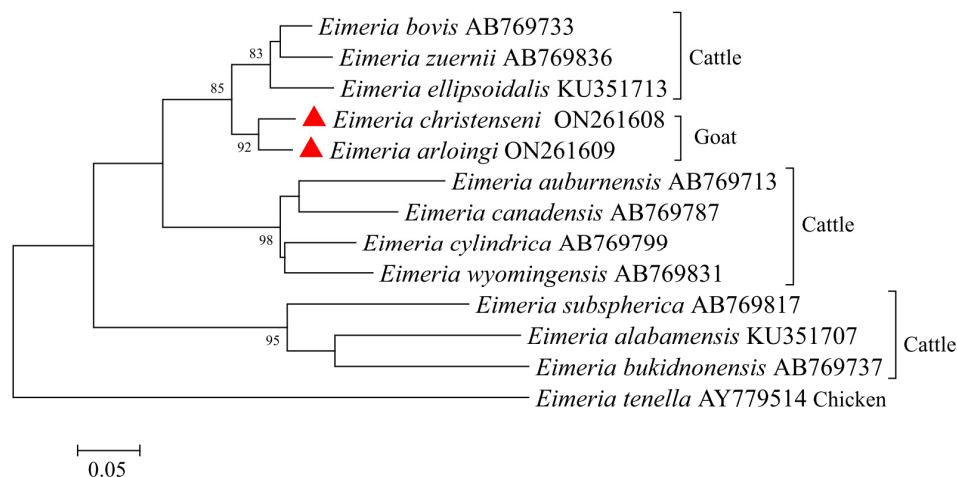 Eimeria bovis AB769733
83
Eimeria zuernii AB769836
Cattle
85
Eimeria ellipsoidalis KU351713
Eimeria christenseni ON261608
Goat
92
Eimeria arloingi ON261609
Eimeria auburnensis AB769713
Eimeria canadensis AB769787
Cattle
98
Eimeria cylindrica AB769799
Eimeria wyomingensis AB769831
Eimeria subspherica AB769817
95
Eimeria alabamensis KU351707
Cattle
Eimeria bukidnonensis AB769737
Eimeria tenella AY779514 Chicken
0.05